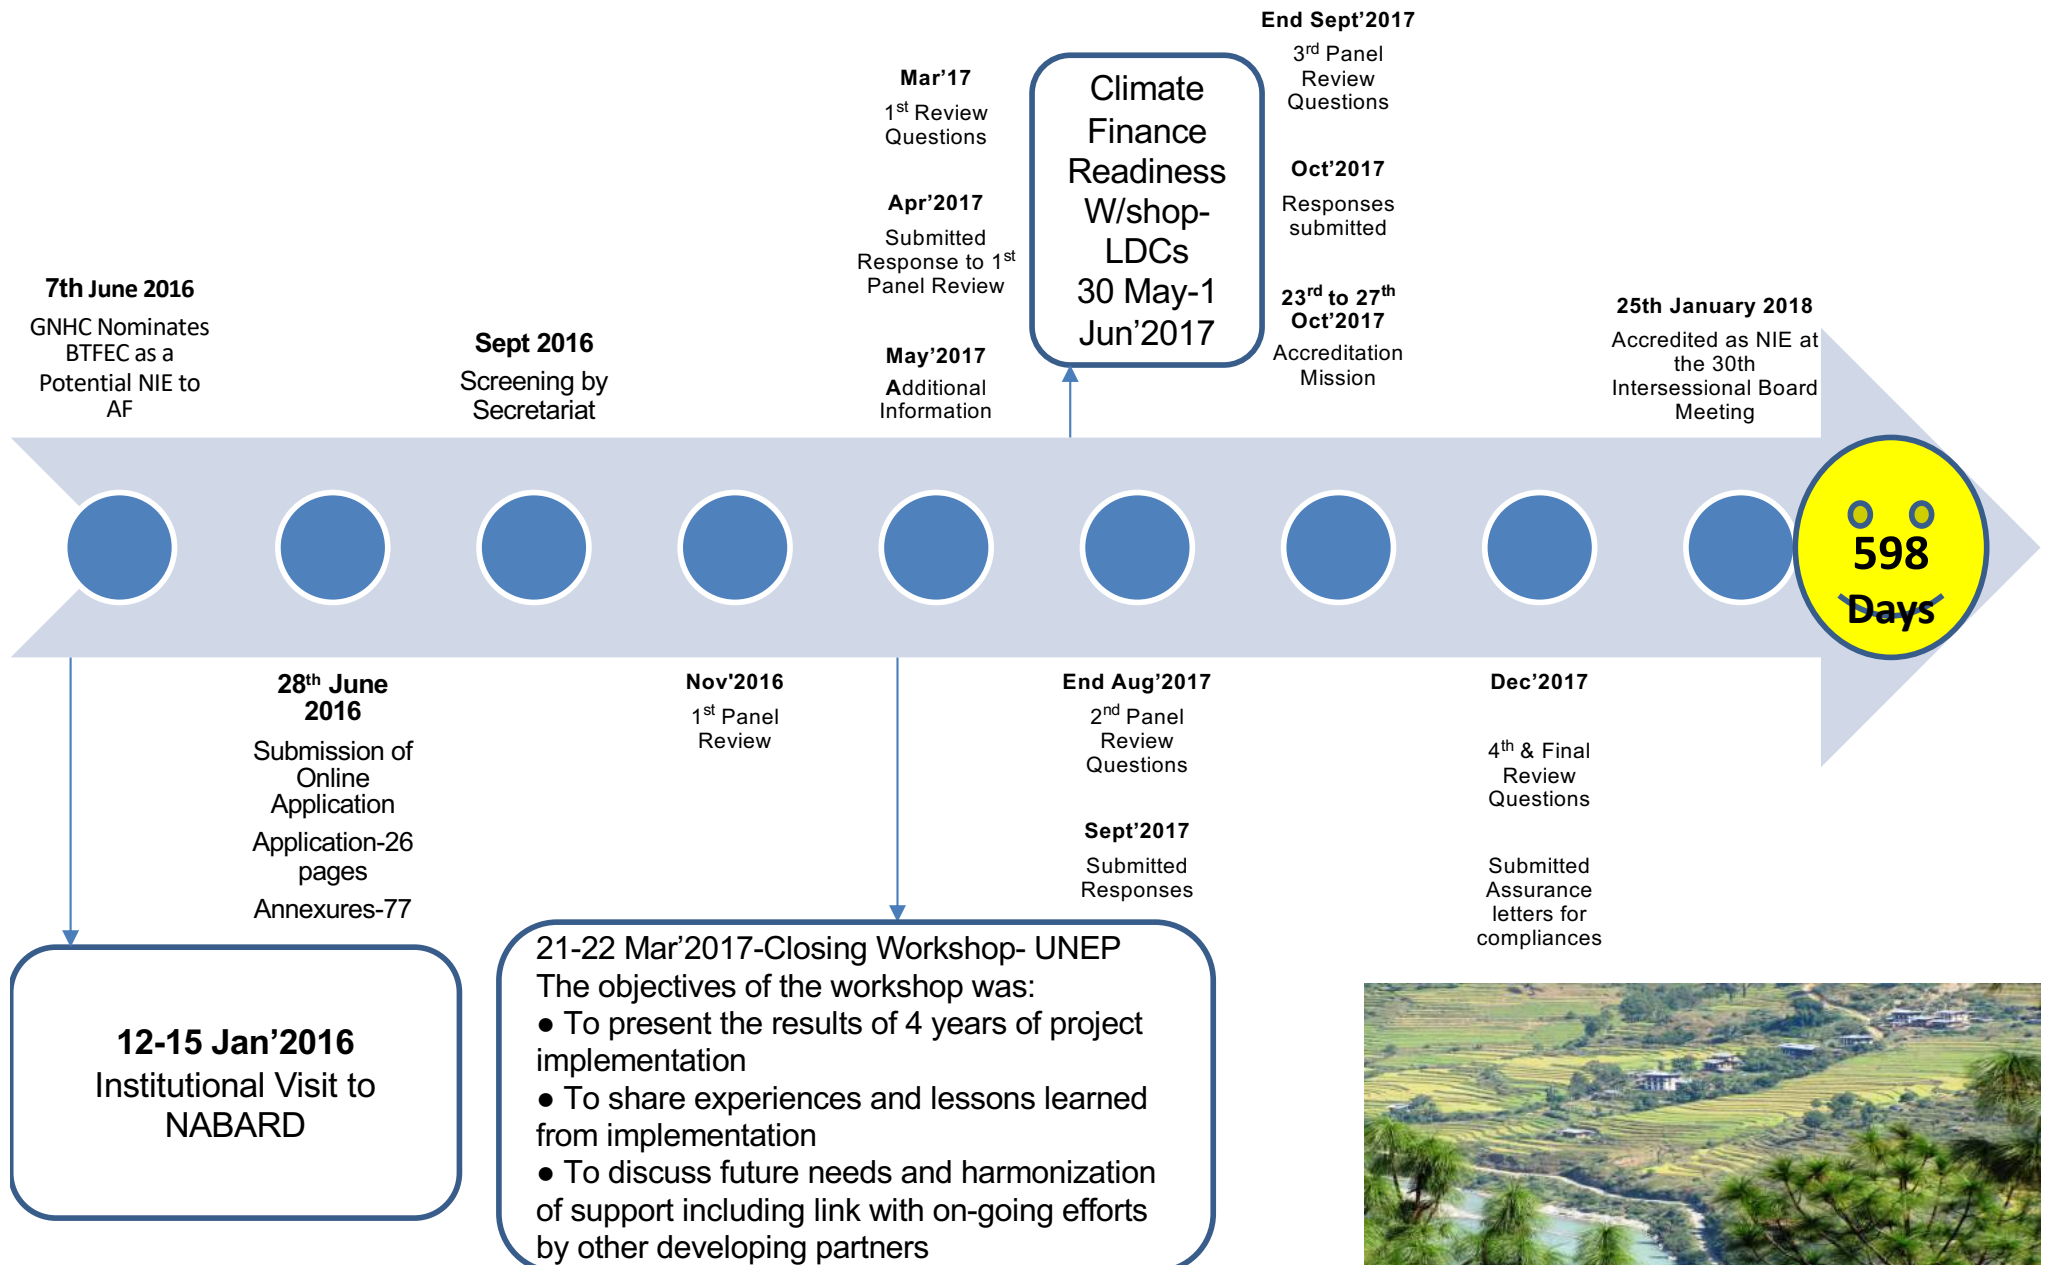 7th June 2016
GNHC Nominates
BTFEC as a
Potential NIE to
AF
28th June
2016
Submission of
Online
Application
Application-26
pages
Annexures-77
Sept 2016
Screening by
Secretariat
Nov'2016
1st Panel
Review
Mar’17
1st Review
Questions
Apr’2017
Submitted
Response to 1st
Panel Review
May’2017
Additional
Information
Climate
Finance
Readiness
W/shop-
LDCs
30 May-1
Jun’2017
End Aug’2017
2nd Panel
Review
Questions
Sept’2017
Submitted
Responses
End Sept’2017
3rd Panel
Review
Questions
Oct’2017
Responses
submitted
23rd to 27th
Oct’2017
Accreditation
Mission
Dec’2017
4th & Final
Review
Questions
Submitted
Assurance
letters for
compliances
25th January 2018
Accredited as NIE at
the 30th
Intersessional Board
Meeting
598
Days
12-15 Jan’2016
Institutional Visit to
NABARD
21-22 Mar’2017-Closing Workshop- UNEP
The objectives of the workshop was:
● To present the results of 4 years of project
implementation
● To share experiences and lessons learned
from implementation
● To discuss future needs and harmonization
of support including link with on-going efforts
by other developing partners